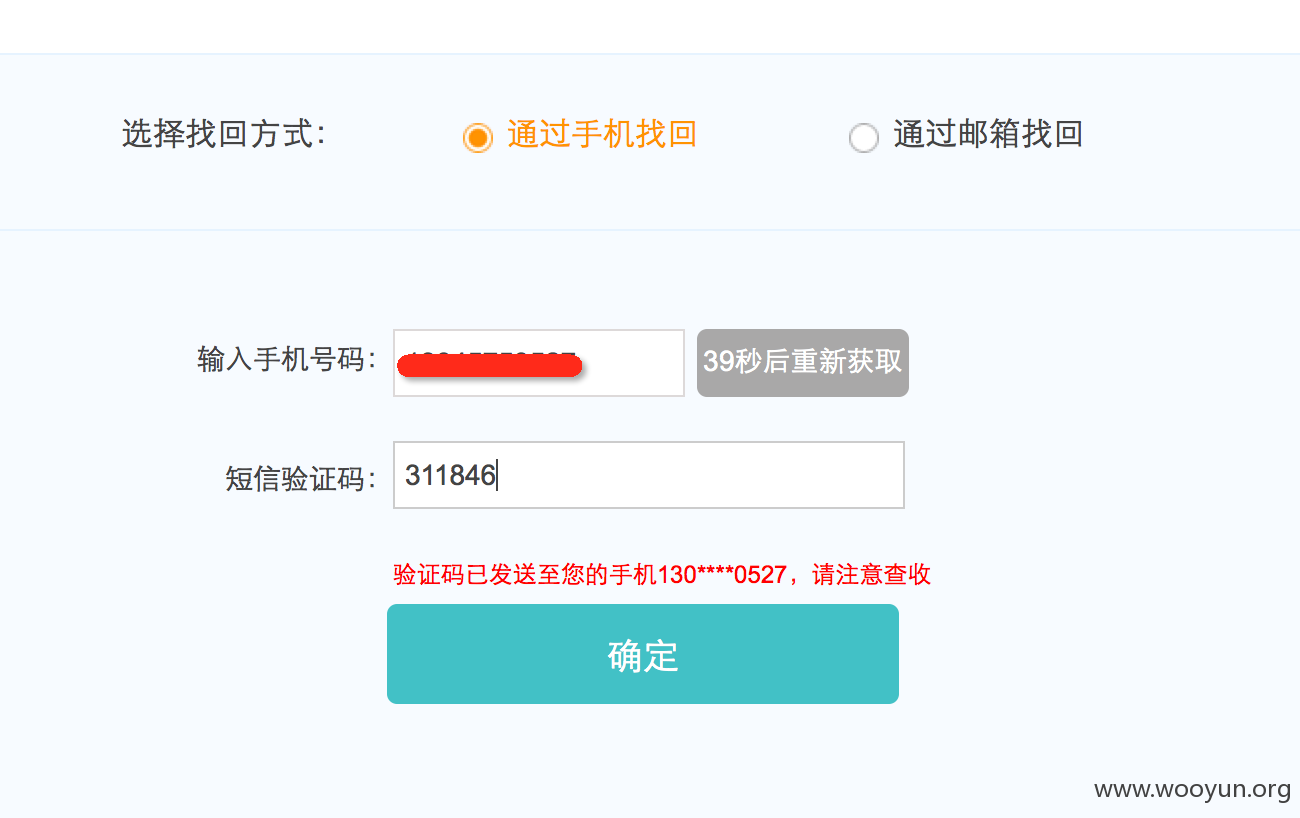 选择找回方式：
通过手机找回
通过邮箱找回
输入手机号码：
39秒后重新获取
短信验证码：
311846
验证码已发送至您的手机130****0527，请注意查收
确定
www.wooyun.org